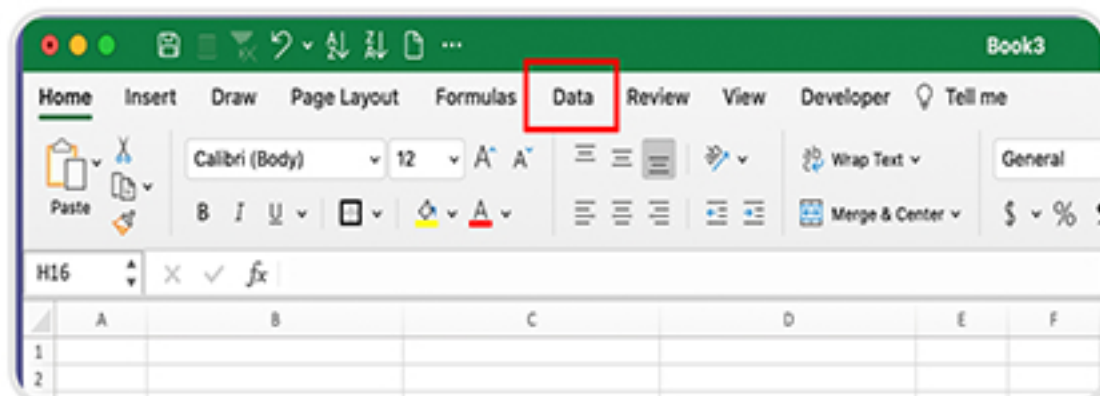 Book3
Home Insert Draw Page Layout Formulas Data Review View Developer Tell me
Calibri (Body) 12 A A Wrap Text General
Paste B I U A Merge & Center $ %
H16 fx
A B C D E F
1
2